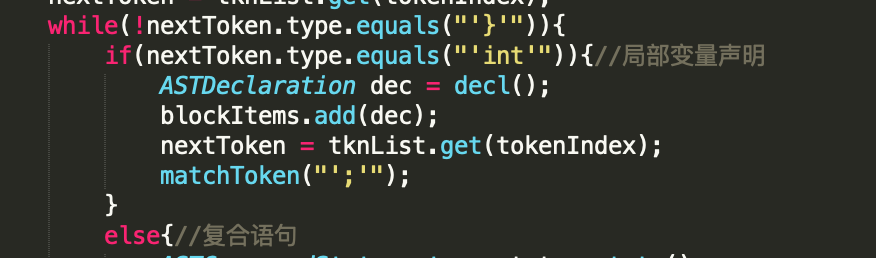 while(!nextToken.type.equals("'}'")){
if(nextToken.type.equals("'int'")){//局部变量声明
ASTDeclaration dec = decl();
blockItems.add(dec);
nextToken = tknList.get(tokenIndex);
matchToken("';'");
}
else{//复合语句